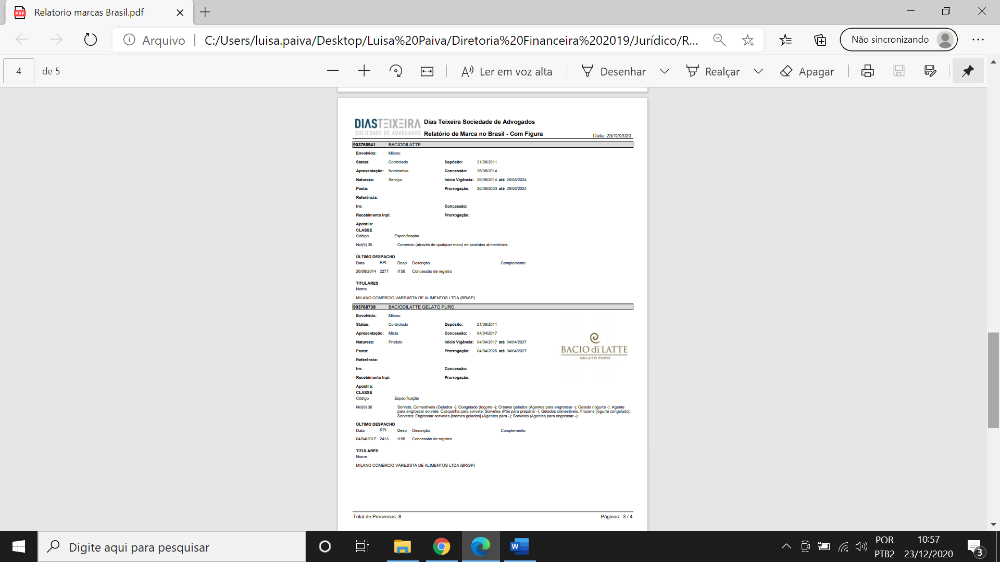 Relatorio marcas Brasil.pdf
Arquivo
C:/Users/luisa.paiva/Desktop/Luisa%20Paiva/Diretoria%20Financeira%202019/Jurídico/R...
Não sincronizando
4 de 5
Ler em voz alta
Desenhar
Realçar
Apagar
DIASTEIXEIRA
SOCIEDADE DE ADVOGADOS
Dias Teixeira Sociedade de Advogados
Relatório de Marca no Brasil - Com Figura
Data: 23/12/2020
903768941 BACIODILATTE
Envolvido: Milano
Status: Controlado Depósito: 21/06/2011
Apresentação: Nominativa Concessão: 26/08/2014
Natureza: Serviço Início Vigência: 26/08/2014 até 26/08/2024
Pasta: Prorrogação: 26/08/2023 até 26/08/2024
Referência:
Irn: Concessão:
Recebimento Inpi: Prorrogação:
Apostila:
CLASSE
Código Especificação
Ncl(9) 35 Comércio (através de qualquer meio) de produtos alimentícios;
ÚLTIMO DESPACHO
Data RPI Desp Descrição Complemento
26/08/2014 2277 I158 Concessão de registro
TITULARES
Nome
MILANO COMERCIO VAREJISTA DE ALIMENTOS LTDA (BR/SP)
903768739 BACIODILATTE GELATO PURO
Envolvido: Milano
Status: Controlado Depósito: 21/06/2011
Apresentação: Mista Concessão: 04/04/2017
Natureza: Produto Início Vigência: 04/04/2017 até 04/04/2027
Pasta: Prorrogação: 04/04/2026 até 04/04/2027
BACIO di LATTE
GELATO PURO
Referência:
Irn: Concessão:
Recebimento Inpi: Prorrogação:
Apostila:
CLASSE
Código Especificação
Ncl(9) 30 Sorvete; Comestíveis (Gelados -); Congelado (Iogurte -); Cremes gelados (Agentes para engrossar -); Gelado (Iogurte -); Agente
para engrossar sorvete; Casquinha para sorvete; Sorvetes (Pós para preparar -); Gelados comestíveis; Frozens [iogurte congelado];
Sorvetes; Engrossar sorvetes [cremes gelados] (Agentes para -); Sorvetes (Agentes para engrossar -);
ÚLTIMO DESPACHO
Data RPI Desp Descrição Complemento
04/04/2017 2413 I158 Concessão de registro
TITULARES
Nome
MILANO COMERCIO VAREJISTA DE ALIMENTOS LTDA (BR/SP)
Total de Processos: 8
Páginas: 3 / 4
Digite aqui para pesquisar
POR
PTB2
10:57
23/12/2020
3